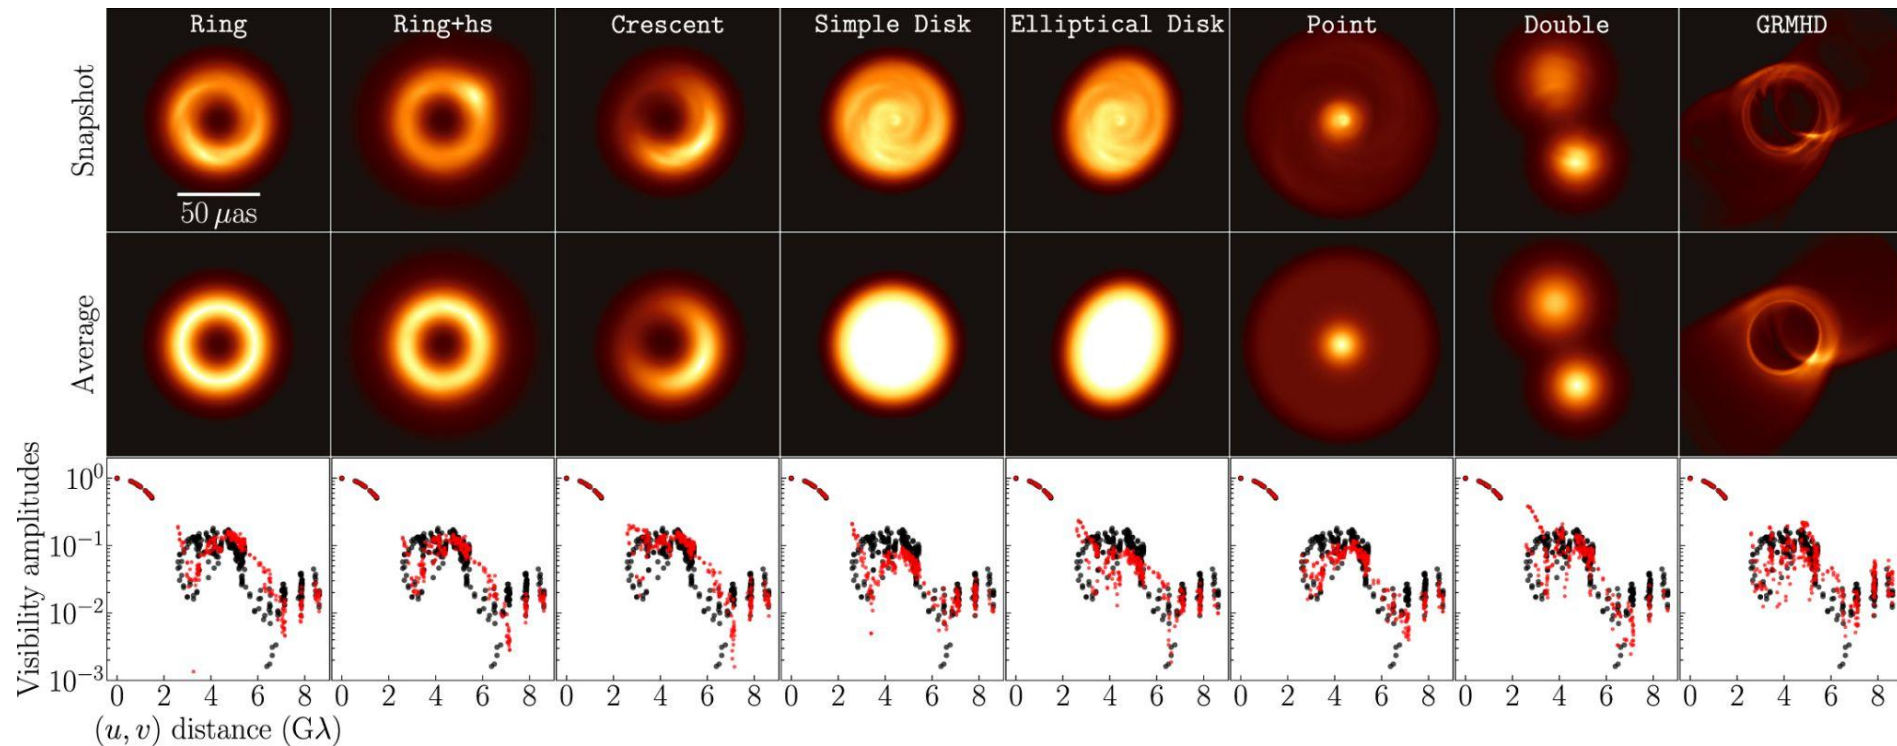 Ring Ring+hs Crescent Simple Disk Elliptical Disk Point Double GRMHD
Snapshot
50 μas
Average
Visibility amplitudes
10⁰
10⁻¹
10⁻²
10⁻³
0 2 4 6 8 0 2 4 6 8 0 2 4 6 8 0 2 4 6 8 0 2 4 6 8 0 2 4 6 8 0 2 4 6 8 0 2 4 6 8
(u, v) distance (Gλ)